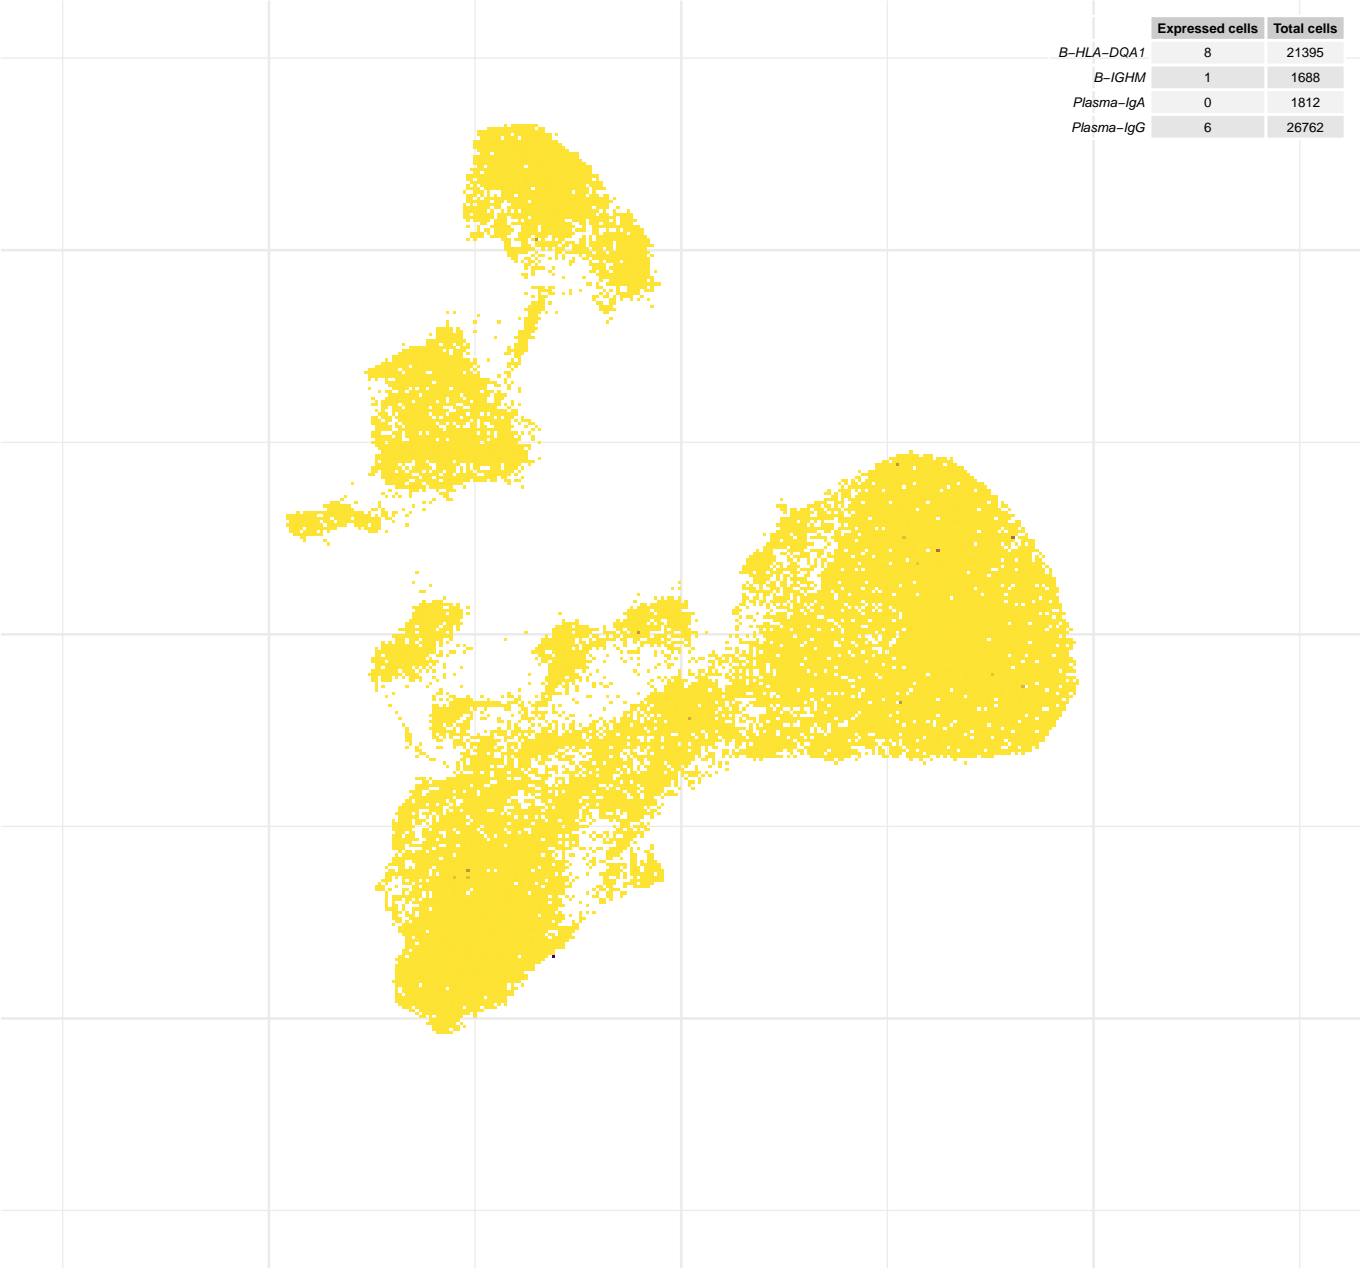 Expressed cells Total cells
B−HLA−DQA1 8 21395
B−IGHM 1 1688
Plasma−IgA 0 1812
Plasma−IgG 6 26762